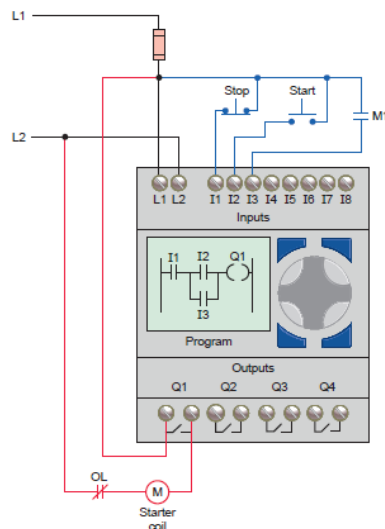 L1
Stop
Start
M1
L2
L1 L2 I1 I2 I3 I4 I5 I6 I7 I8
Inputs
I1 I2 Q1
I3
Program
Outputs
Q1 Q2 Q3 Q4
OL
M
Starter
coil